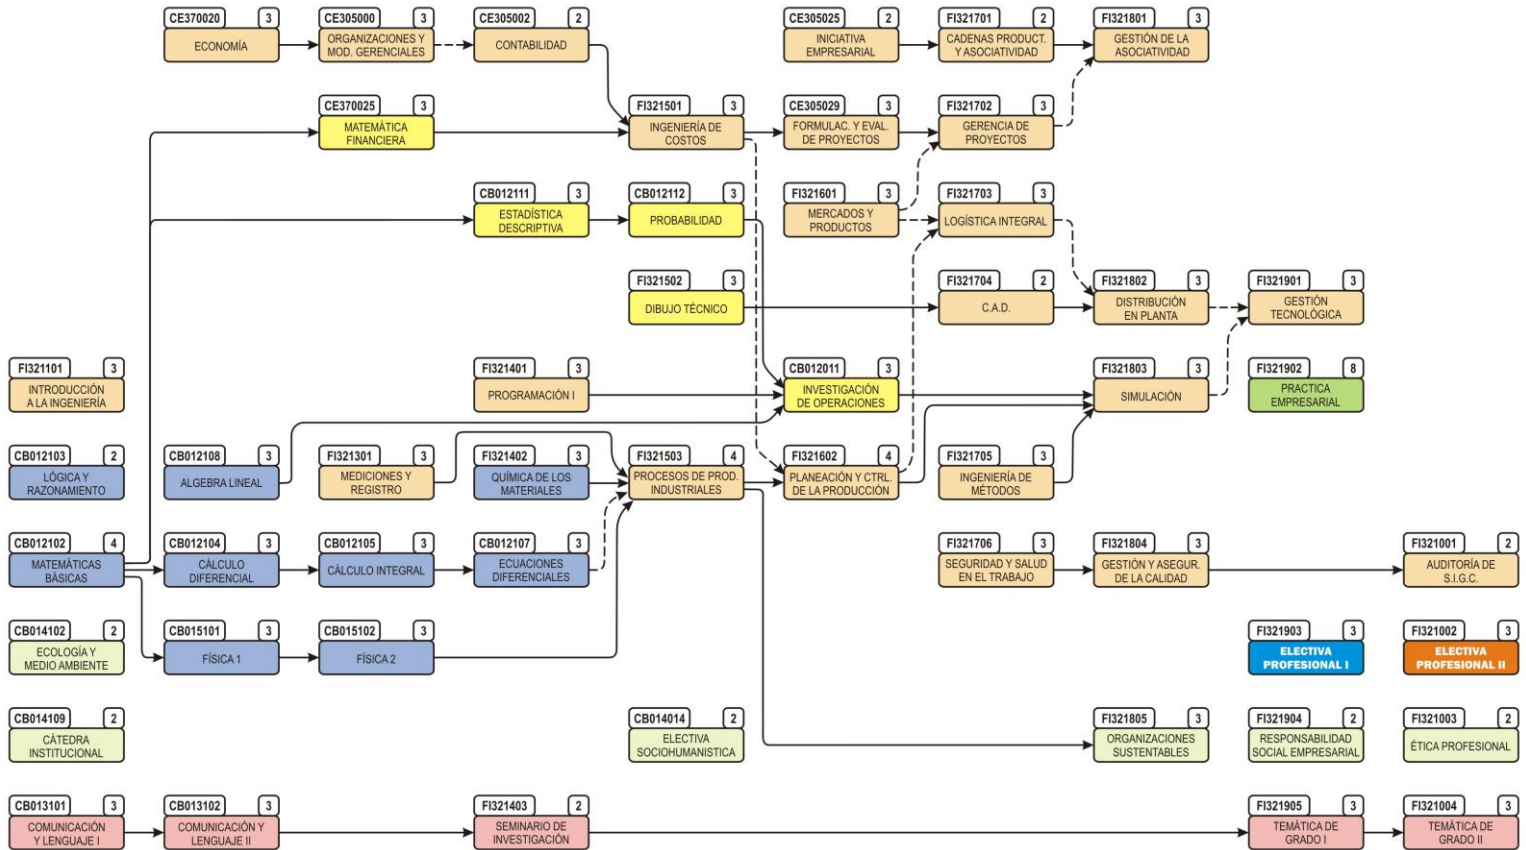 CE370020 3
ECONOMÍA
CE305000 3
ORGANIZACIONES Y
MOD. GERENCIALES
CE305002 2
CONTABILIDAD
CE305025 2
INICIATIVA
EMPRESARIAL
FI321701 2
CADENAS PRODUCT.
Y ASOCIATIVIDAD
FI321801 3
GESTIÓN DE LA
ASOCIATIVIDAD
CE370025 3
MATEMÁTICA
FINANCIERA
FI321501 3
INGENIERÍA DE
COSTOS
CE305029 3
FORMULAC. Y EVAL.
DE PROYECTOS
FI321702 3
GERENCIA DE
PROYECTOS
CB012111 3
ESTADÍSTICA
DESCRIPTIVA
CB012112 3
PROBABILIDAD
FI321601 3
MERCADOS Y
PRODUCTOS
FI321703 3
LOGÍSTICA INTEGRAL
FI321502 3
DIBUJO TÉCNICO
FI321704 2
C.A.D.
FI321802 3
DISTRIBUCIÓN
EN PLANTA
FI321901 3
GESTIÓN
TECNOLÓGICA
FI321101 3
INTRODUCCIÓN
A LA INGENIERÍA
FI321401 3
PROGRAMACIÓN I
CB012011 3
INVESTIGACIÓN
DE OPERACIONES
FI321803 3
SIMULACIÓN
FI321902 8
PRACTICA
EMPRESARIAL
CB012103 2
LÓGICA Y
RAZONAMIENTO
CB012108 3
ALGEBRA LINEAL
FI321301 3
MEDICIONES Y
REGISTRO
FI321402 3
QUÍMICA DE LOS
MATERIALES
FI321503 4
PROCESOS DE PROD.
INDUSTRIALES
FI321602 4
PLANEACIÓN Y CTRL.
DE LA PRODUCCIÓN
FI321705 3
INGENIERÍA DE
MÉTODOS
CB012102 4
MATEMÁTICAS
BÁSICAS
CB012104 3
CÁLCULO
DIFERENCIAL
CB012105 3
CÁLCULO INTEGRAL
CB012107 3
ECUACIONES
DIFERENCIALES
FI321706 3
SEGURIDAD Y SALUD
EN EL TRABAJO
FI321804 3
GESTIÓN Y ASEGUR.
DE LA CALIDAD
FI321001 2
AUDITORÍA DE
S.I.G.C.
CB014102 2
ECOLOGÍA Y
MEDIO AMBIENTE
CB015101 3
FÍSICA 1
CB015102 3
FÍSICA 2
FI321903 3
ELECTIVA
PROFESIONAL I
FI321002 3
ELECTIVA
PROFESIONAL II
CB014109 2
CÁTEDRA
INSTITUCIONAL
CB014014 2
ELECTIVA
SOCIOHUMANISTICA
FI321805 3
ORGANIZACIONES
SUSTENTABLES
FI321904 2
RESPONSABILIDAD
SOCIAL EMPRESARIAL
FI321003 2
ÉTICA PROFESIONAL
CB013101 3
COMUNICACIÓN
Y LENGUAJE I
CB013102 3
COMUNICACIÓN Y
LENGUAJE II
FI321403 2
SEMINARIO DE
INVESTIGACIÓN
FI321905 3
TEMÁTICA DE
GRADO I
FI321004 3
TEMÁTICA DE
GRADO II